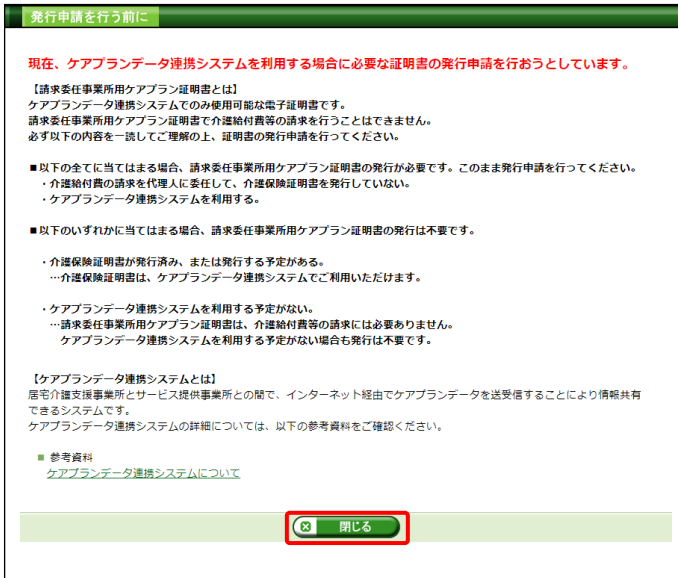 発行申請を行う前に
現在、ケアプランデータ連携システムを利用する場合に必要な証明書の発行申請を行おうとしています。
【請求委任事業所用ケアプラン証明書とは】
ケアプランデータ連携システムでのみ使用可能な電子証明書です。
請求委任事業所用ケアプラン証明書で介護給付費等の請求を行うことはできません。
必ず以下の内容を一読してご理解の上、証明書の発行申請を行ってください。
■以下の全てに当てはまる場合、請求委任事業所用ケアプラン証明書の発行が必要です。このまま発行申請を行ってください。
・介護給付費の請求を代理人に委任して、介護保険証明書を発行していない。
・ケアプランデータ連携システムを利用する。
■以下のいずれかに当てはまる場合、請求委任事業所用ケアプラン証明書の発行は不要です。
・介護保険証明書が発行済み、または発行する予定がある。
…介護保険証明書は、ケアプランデータ連携システムでご利用いただけます。
・ケアプランデータ連携システムを利用する予定がない。
…請求委任事業所用ケアプラン証明書は、介護給付費等の請求には必要ありません。
ケアプランデータ連携システムを利用する予定がない場合も発行は不要です。
【ケアプランデータ連携システムとは】
居宅介護支援事業所とサービス提供事業所との間で、インターネット経由でケアプランデータを送受信することにより情報共有
できるシステムです。
ケアプランデータ連携システムの詳細については、以下の参考資料をご確認ください。
■ 参考資料
ケアプランデータ連携システムについて
閉じる